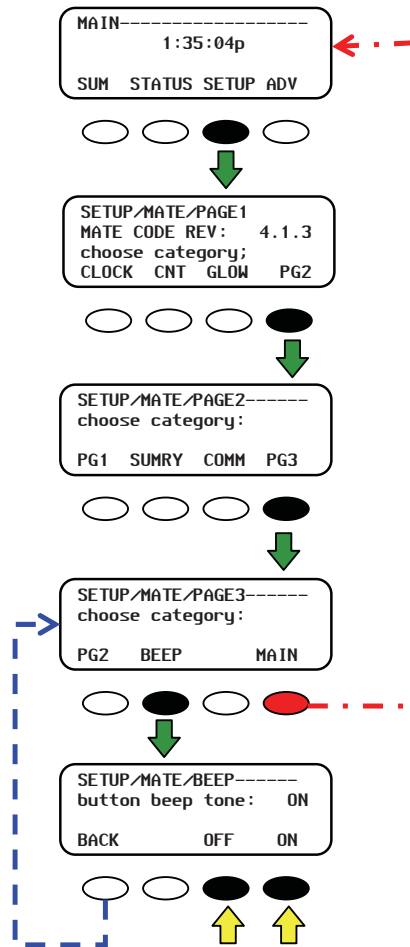 MAIN------------------
1:35:04p
SUM STATUS SETUP ADV
SETUP/MATE/PAGE1
MATE CODE REV: 4.1.3
choose category;
CLOCK CNT GLOW PG2
SETUP/MATE/PAGE2------
choose category:
PG1 SUMRY COMM PG3
SETUP/MATE/PAGE3------
choose category:
PG2 BEEP MAIN
SETUP/MATE/BEEP------
button beep tone: ON
BACK OFF ON